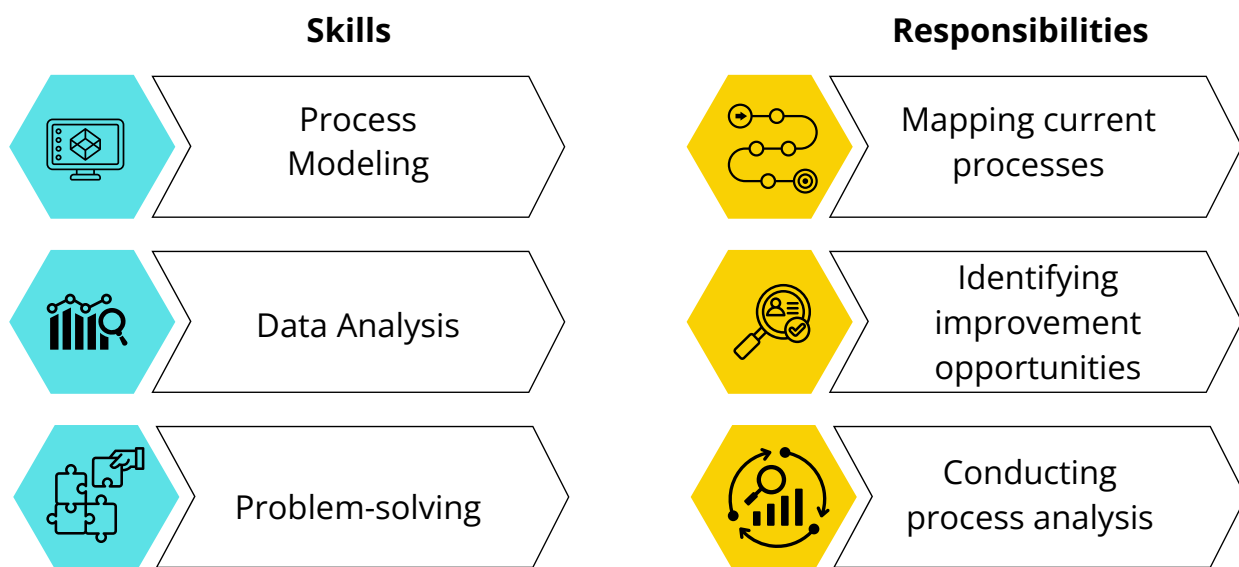 Skills
Process
Modeling
Data Analysis
Problem-solving
Responsibilities
Mapping current
processes
Identifying
improvement
opportunities
Conducting
process analysis